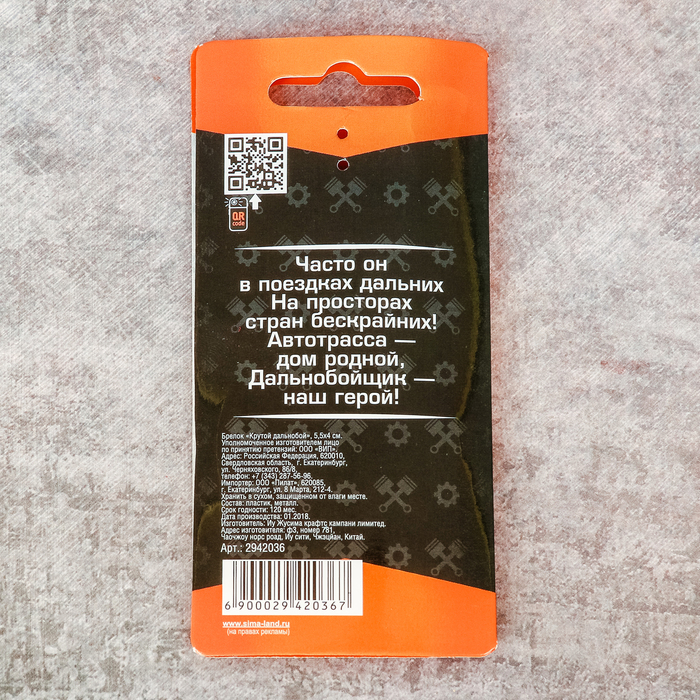 QR
code
Часто он
в поездках дальних
На просторах
стран бескрайних!
Автотрасса —
дом родной,
Дальнобойщик —
наш герой!
Брелок «Крутой дальнобой», 5,5х4 см.
Уполномоченное изготовителем лицо
по принятию претензий: ООО «ВИП».
Адрес: Российская Федерация, 620010,
Свердловская область, г. Екатеринбург,
ул. Черняховского, 86/8,
телефон: +7 (343) 287-56-96.
Импортер: ООО «Пилат», 620085,
г. Екатеринбург, ул. 8 Марта, 212-4.
Хранить в сухом, защищенном от влаги месте.
Состав: пластик, металл.
Срок годности: 120 мес.
Дата производства: 01.2018.
Изготовитель: Иу Жусима крафтс кампани лимитед.
Адрес изготовителя: ф3, номер 781,
Чаочжоу норс роад, Иу сити, Чжэцзян, Китай.
Арт.: 2942036
6 900029 420367
www.sima-land.ru
(на правах рекламы)